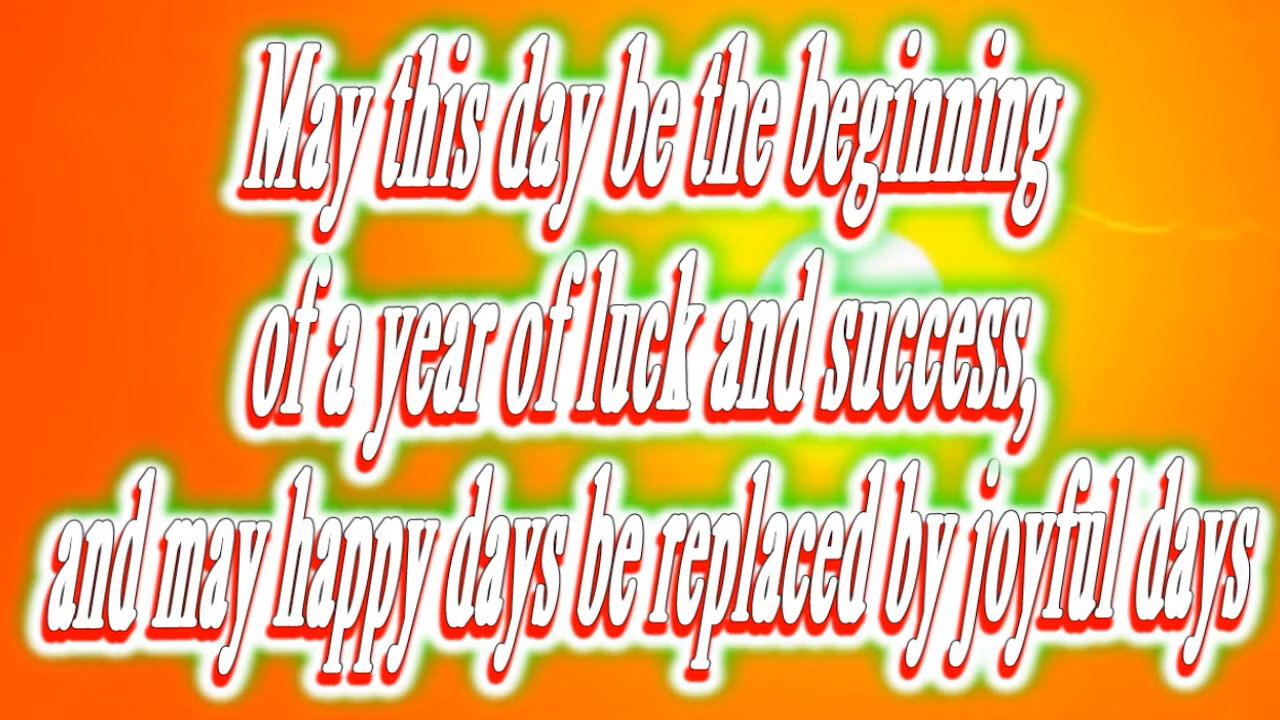 May this day be the beginning
of a year of luck and success,
and may happy days be replaced by joyful days